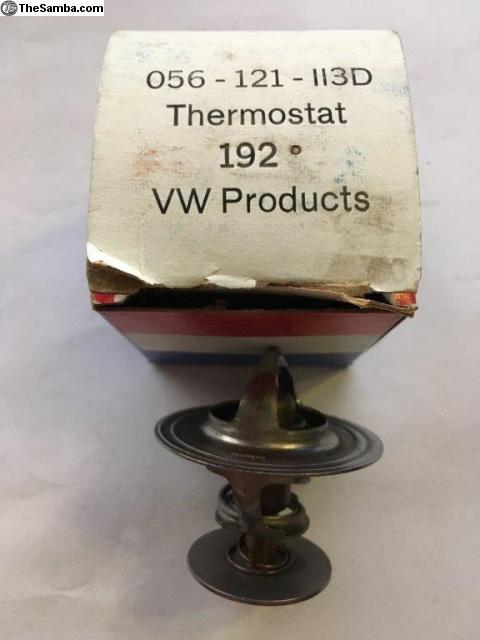 TheSamba.com
056 - 121 - 113D
Thermostat
192 °
VW Products